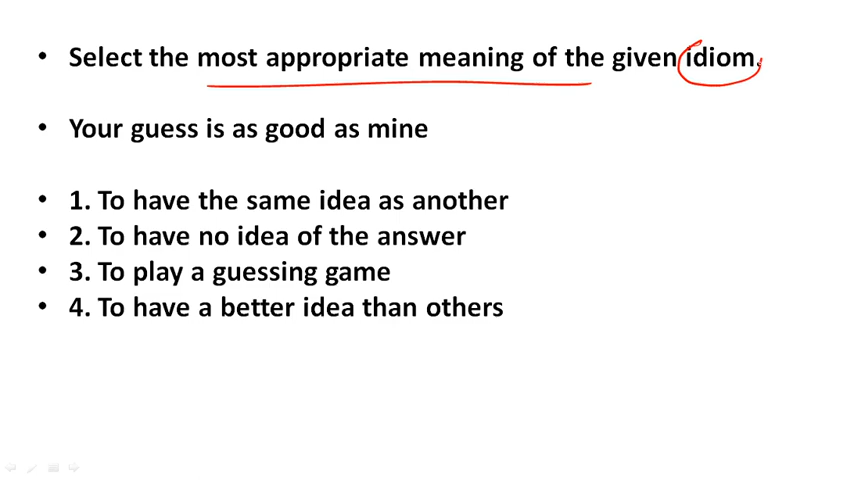 • Select the most appropriate meaning of the given idiom.
• Your guess is as good as mine
• 1. To have the same idea as another
• 2. To have no idea of the answer
• 3. To play a guessing game
• 4. To have a better idea than others